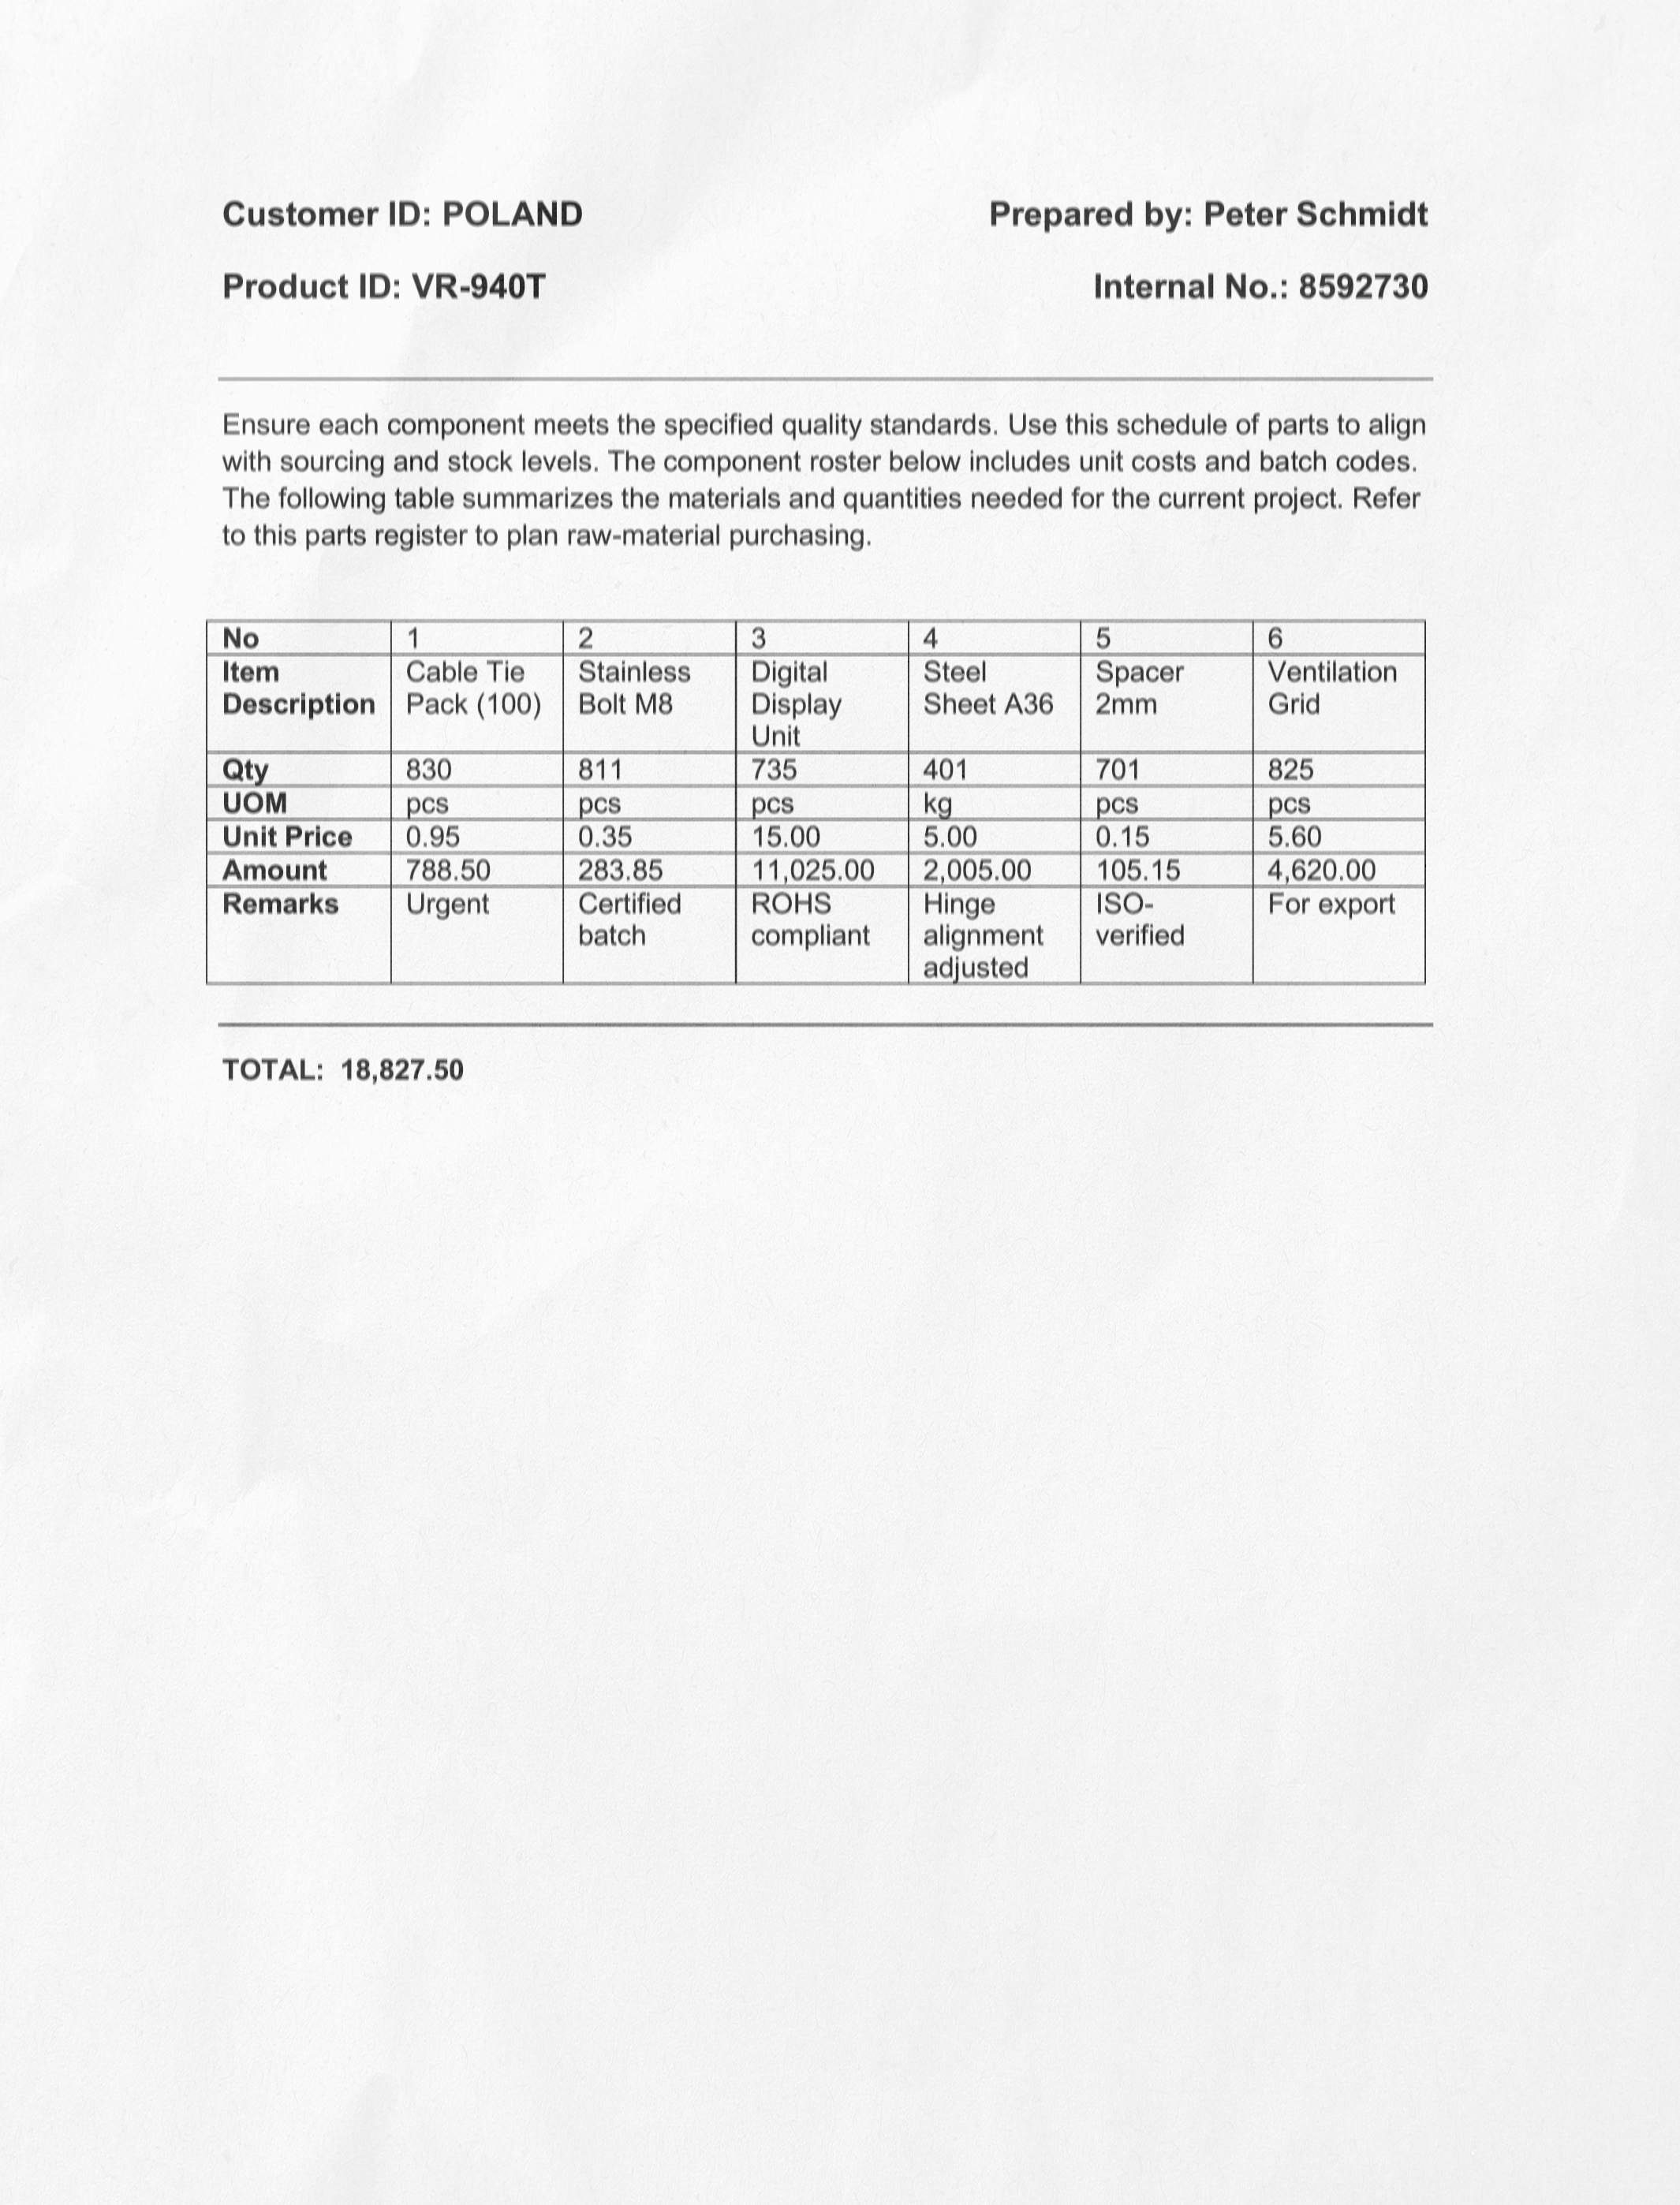 Customer ID: POLAND Prepared by: Peter Schmidt
Product ID: VR-940T Internal No.: 8592730
Ensure each component meets the specified quality standards. Use this schedule of parts to align
with sourcing and stock levels. The component roster below includes unit costs and batch codes.
The following table summarizes the materials and quantities needed for the current project. Refer
to this parts register to plan raw-material purchasing.
No 1 2 3 4 5 6
Item Cable Tie Stainless Digital Steel Spacer Ventilation
Description Pack (100) Bolt M8 Display Sheet A36 2mm Grid
Unit
Qty 830 811 735 401 701 825
UOM pcs pcs pcs kg pcs pcs
Unit Price 0.95 0.35 15.00 5.00 0.15 5.60
Amount 788.50 283.85 11,025.00 2,005.00 105.15 4,620.00
Remarks Urgent Certified ROHS Hinge ISO- For export
batch compliant alignment verified
adjusted
TOTAL: 18,827.50